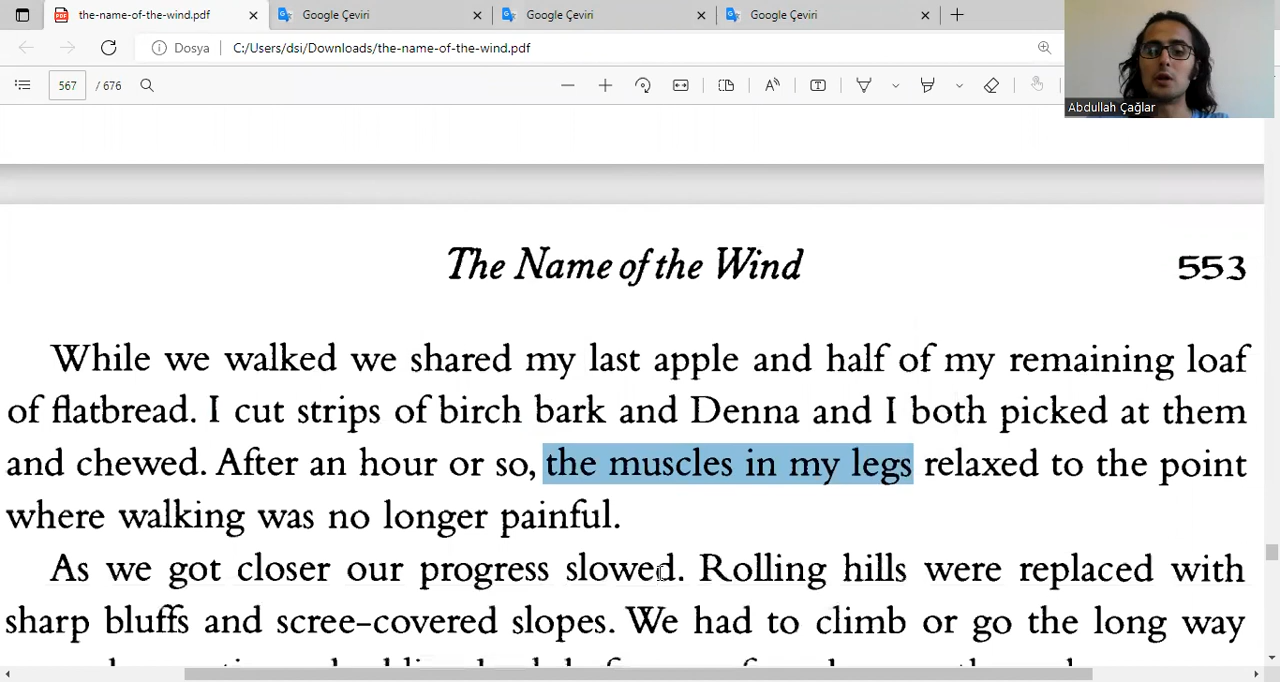 the-name-of-the-wind.pdf
Google Çeviri
Google Çeviri
Google Çeviri
Dosya
C:/Users/dsi/Downloads/the-name-of-the-wind.pdf
567 / 676
Abdullah Çağlar
The Name of the Wind 553
While we walked we shared my last apple and half of my remaining loaf
of flatbread. I cut strips of birch bark and Denna and I both picked at them
and chewed. After an hour or so, the muscles in my legs relaxed to the point
where walking was no longer painful.
As we got closer our progress slowed. Rolling hills were replaced with
sharp bluffs and scree-covered slopes. We had to climb or go the long way